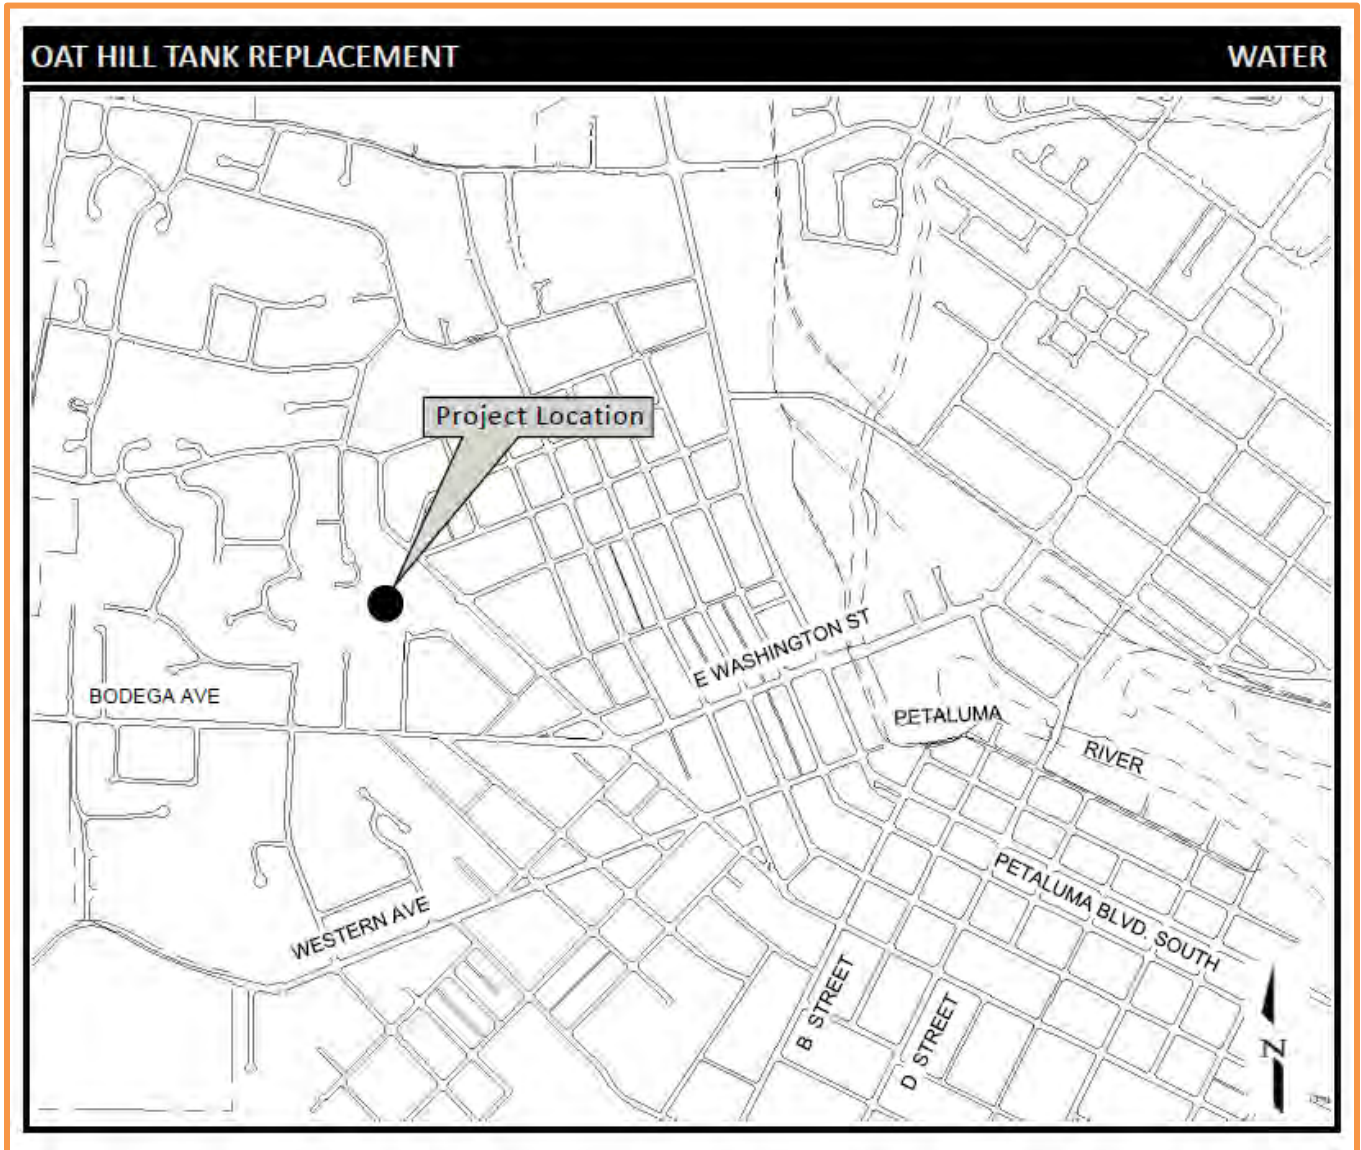 OAT HILL TANK REPLACEMENT WATER
Project Location
E WASHINGTON ST
BODEGA AVE
PETALUMA
RIVER
PETALUMA BLVD. SOUTH
WESTERN AVE
B STREET
D STREET
N